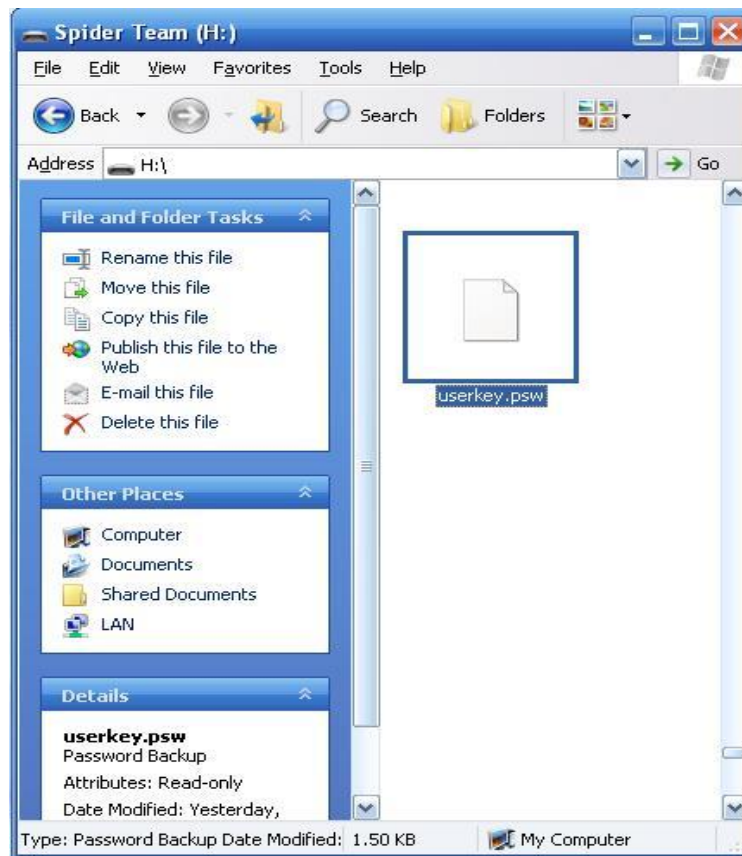 Spider Team (H:)
File Edit View Favorites Tools Help
Back Search Folders
Address H:\ Go
File and Folder Tasks
Rename this file
Move this file
Copy this file
Publish this file to the
Web
E-mail this file
Delete this file
userkey.psw
Other Places
Computer
Documents
Shared Documents
LAN
Details
userkey.psw
Password Backup
Attributes: Read-only
Date Modified: Yesterday,
Type: Password Backup Date Modified: 1.50 KB My Computer